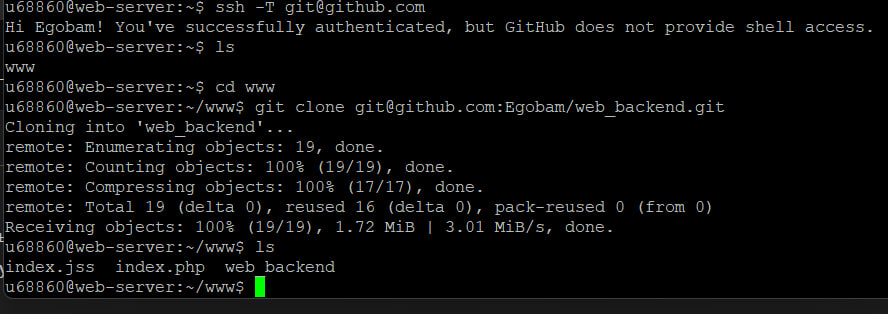 u68860@web-server:~$ ssh -T git@github.com
Hi Egobam! You've successfully authenticated, but GitHub does not provide shell access.
u68860@web-server:~$ ls
www
u68860@web-server:~$ cd www
u68860@web-server:~/www$ git clone git@github.com:Egobam/web_backend.git
Cloning into 'web_backend'...
remote: Enumerating objects: 19, done.
remote: Counting objects: 100% (19/19), done.
remote: Compressing objects: 100% (17/17), done.
remote: Total 19 (delta 0), reused 16 (delta 0), pack-reused 0 (from 0)
Receiving objects: 100% (19/19), 1.72 MiB | 3.01 MiB/s, done.
u68860@web-server:~/www$ ls
index.jss  index.php  web_backend
u68860@web-server:~/www$